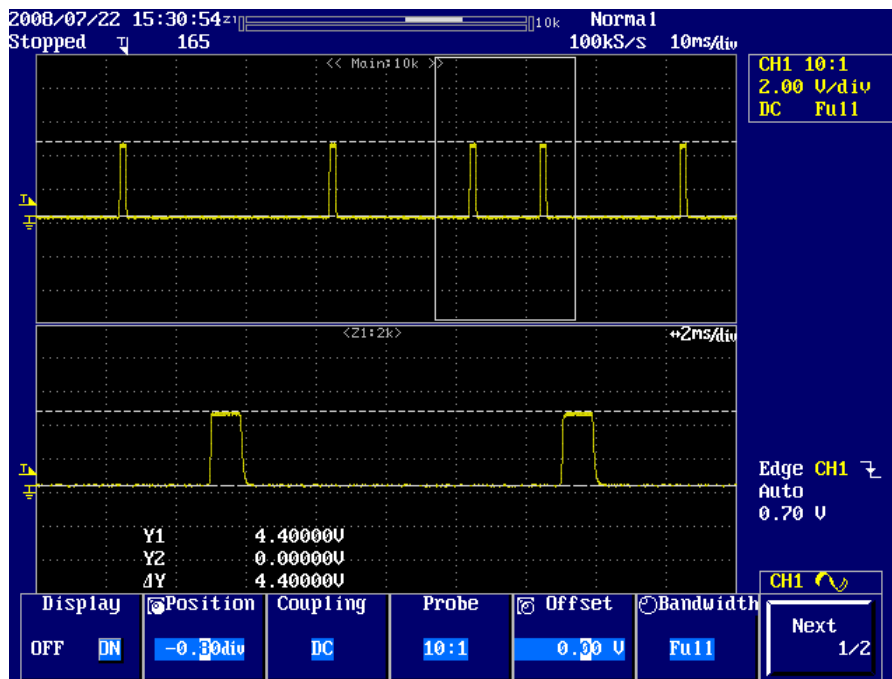 2008/07/22 15:30:54 Z1 10k Normal
Stopped 165 100kS/s 10ms/div
<< Main:10k >>
CH1 10:1
2.00 V/div
DC Full
T
<Z1:2k> ↔2ms/div
T
Edge CH1
Auto
0.70 V
Y1 4.40000V
Y2 0.00000V
ΔY 4.40000V
CH1
Display Position Coupling Probe Offset Bandwidth
OFF ON -0.80div DC 10:1 0.00 V Full
Next
1/2